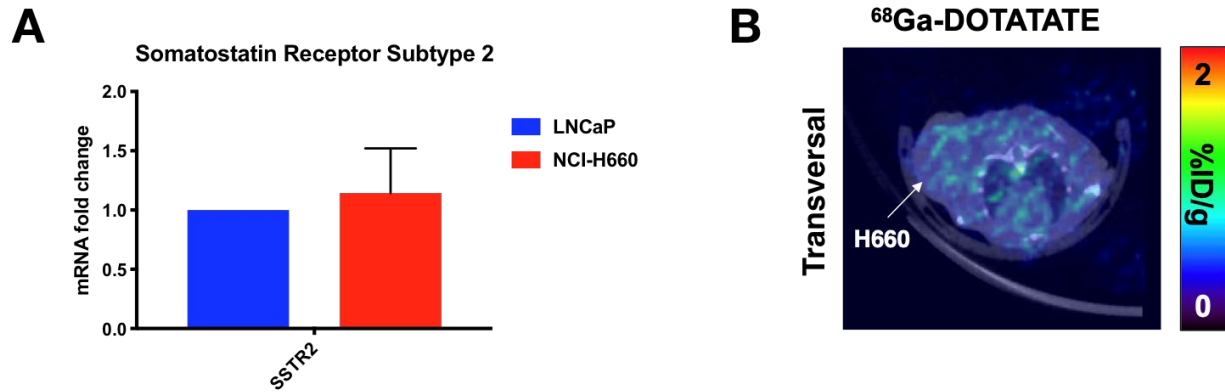 A
Somatostatin Receptor Subtype 2
mRNA fold change
2.0
1.5
1.0
0.5
0.0
SSTR2
LNCaP
NCI-H660
B
68Ga-DOTATATE
Transversal
H660
2
%ID/g
0